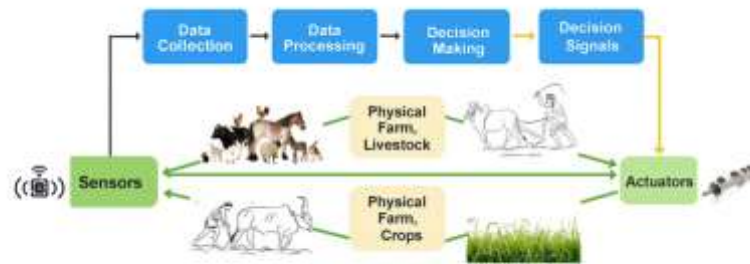 Data
Collection
Data
Processing
Decision
Making
Decision
Signals
Physical
Farm,
Livestock
Sensors
Actuators
Physical
Farm,
Crops